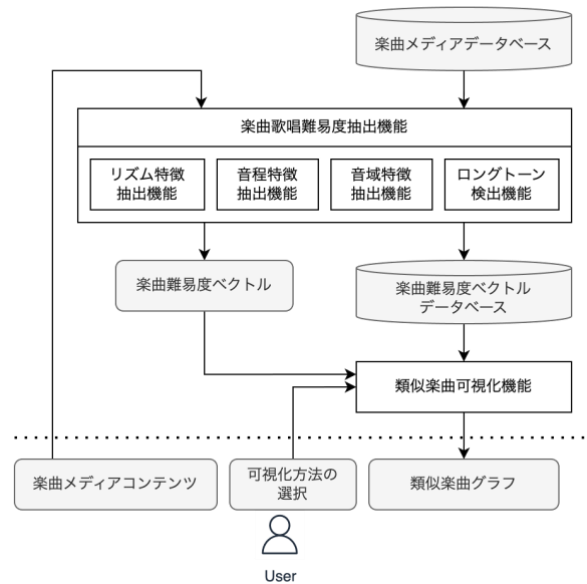 楽曲メディアデータベース
楽曲歌唱難易度抽出機能
リズム特徴
抽出機能
音程特徴
抽出機能
音域特徴
抽出機能
ロングトーン
検出機能
楽曲難易度ベクトル
楽曲難易度ベクトル
データベース
類似楽曲可視化機能
楽曲メディアコンテンツ
可視化方法の
選択
類似楽曲グラフ
User